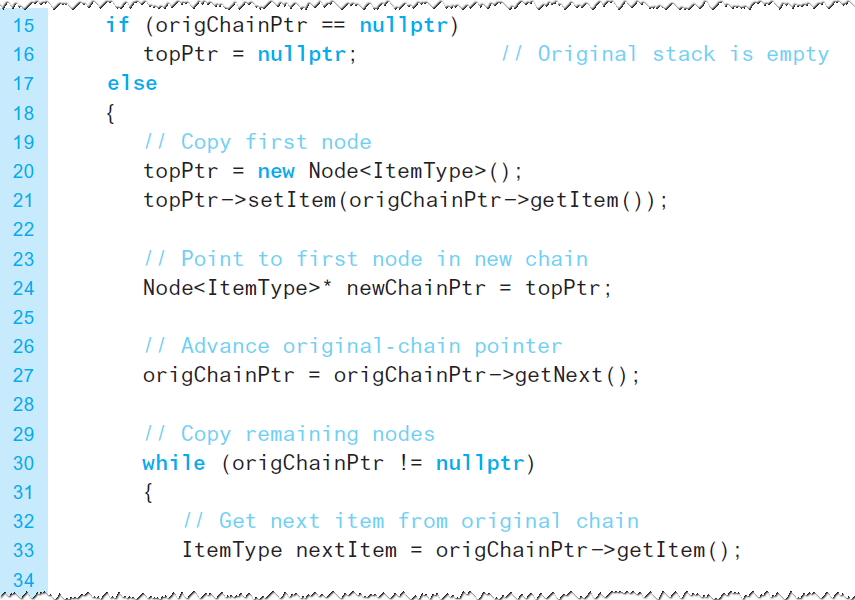 15 if (origChainPtr == nullptr)
16 topPtr = nullptr; // Original stack is empty
17 else
18 {
19 // Copy first node
20 topPtr = new Node<ItemType>();
21 topPtr->setItem(origChainPtr->getItem());
22
23 // Point to first node in new chain
24 Node<ItemType>* newChainPtr = topPtr;
25
26 // Advance original-chain pointer
27 origChainPtr = origChainPtr->getNext();
28
29 // Copy remaining nodes
30 while (origChainPtr != nullptr)
31 {
32 // Get next item from original chain
33 ItemType nextItem = origChainPtr->getItem();
34